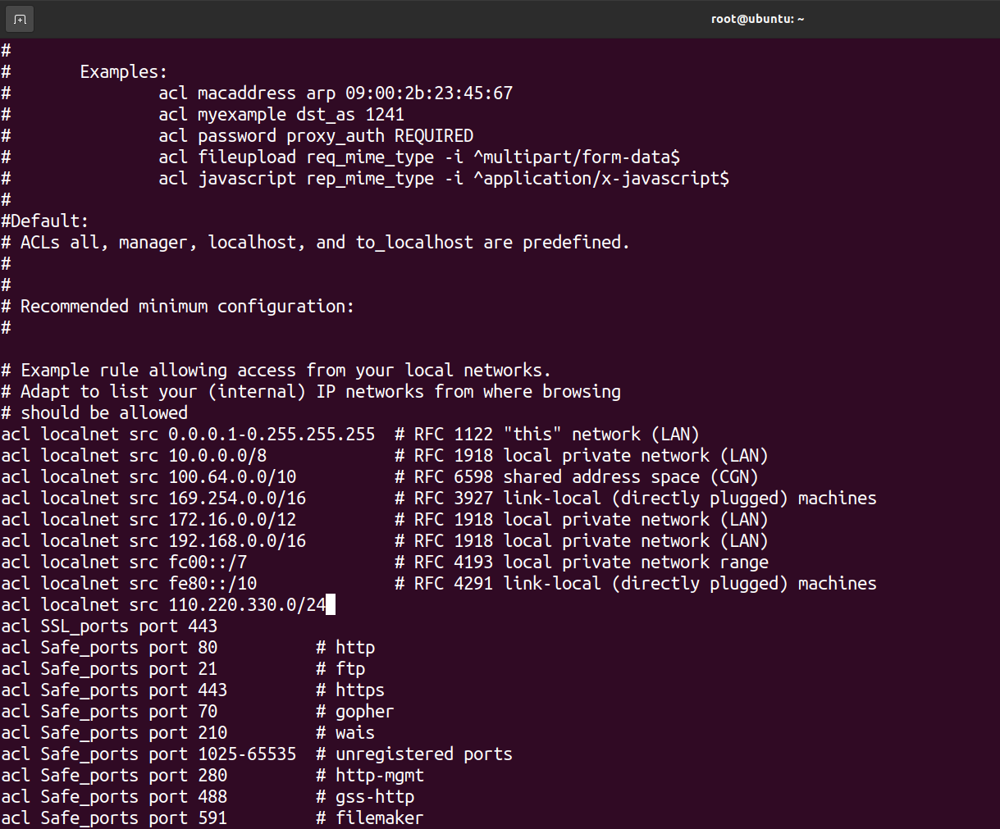 root@ubuntu: ~
#
#       Examples:
#               acl macaddress arp 09:00:2b:23:45:67
#               acl myexample dst_as 1241
#               acl password proxy_auth REQUIRED
#               acl fileupload req_mime_type -i ^multipart/form-data$
#               acl javascript rep_mime_type -i ^application/x-javascript$
#
#Default:
# ACLs all, manager, localhost, and to_localhost are predefined.
#
#
# Recommended minimum configuration:
#

# Example rule allowing access from your local networks.
# Adapt to list your (internal) IP networks from where browsing
# should be allowed
acl localnet src 0.0.0.1-0.255.255.255  # RFC 1122 "this" network (LAN)
acl localnet src 10.0.0.0/8             # RFC 1918 local private network (LAN)
acl localnet src 100.64.0.0/10          # RFC 6598 shared address space (CGN)
acl localnet src 169.254.0.0/16         # RFC 3927 link-local (directly plugged) machines
acl localnet src 172.16.0.0/12          # RFC 1918 local private network (LAN)
acl localnet src 192.168.0.0/16         # RFC 1918 local private network (LAN)
acl localnet src fc00::/7               # RFC 4193 local private network range
acl localnet src fe80::/10              # RFC 4291 link-local (directly plugged) machines
acl localnet src 110.220.330.0/24
acl SSL_ports port 443
acl Safe_ports port 80          # http
acl Safe_ports port 21          # ftp
acl Safe_ports port 443         # https
acl Safe_ports port 70          # gopher
acl Safe_ports port 210         # wais
acl Safe_ports port 1025-65535  # unregistered ports
acl Safe_ports port 280         # http-mgmt
acl Safe_ports port 488         # gss-http
acl Safe_ports port 591         # filemaker